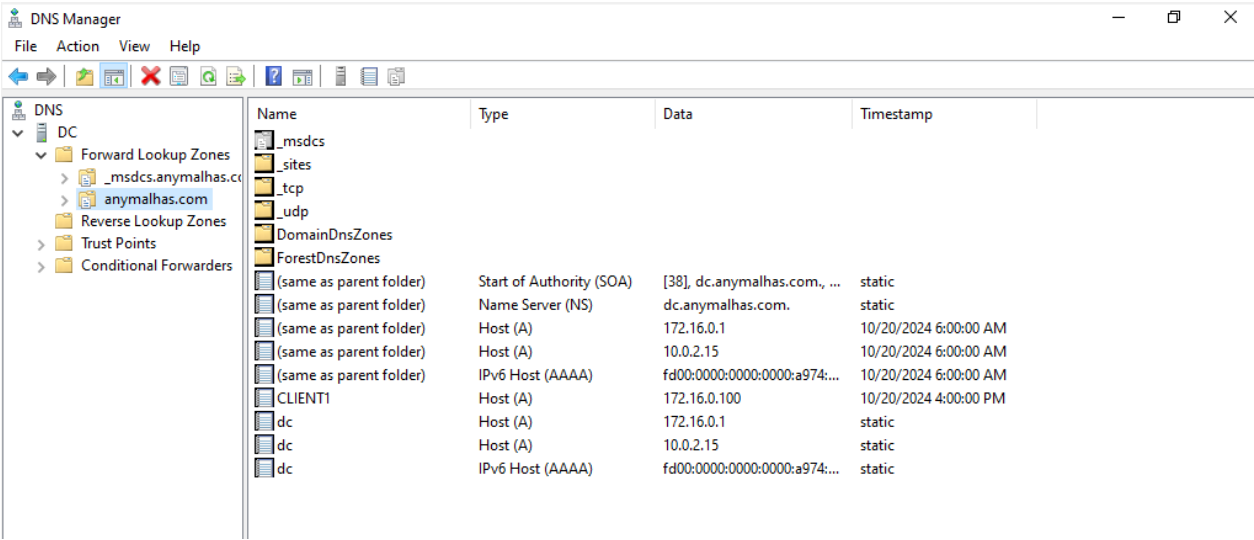 DNS Manager
File Action View Help
DNS
DC
Forward Lookup Zones
_msdcs.anymalhas.cc
anymalhas.com
Reverse Lookup Zones
Trust Points
Conditional Forwarders
Name Type Data Timestamp
_msdcs
_sites
_tcp
_udp
DomainDnsZones
ForestDnsZones
(same as parent folder) Start of Authority (SOA) [38], dc.anymalhas.com., ... static
(same as parent folder) Name Server (NS) dc.anymalhas.com. static
(same as parent folder) Host (A) 172.16.0.1 10/20/2024 6:00:00 AM
(same as parent folder) Host (A) 10.0.2.15 10/20/2024 6:00:00 AM
(same as parent folder) IPv6 Host (AAAA) fd00:0000:0000:0000:a974:... 10/20/2024 6:00:00 AM
CLIENT1 Host (A) 172.16.0.100 10/20/2024 4:00:00 PM
dc Host (A) 172.16.0.1 static
dc Host (A) 10.0.2.15 static
dc IPv6 Host (AAAA) fd00:0000:0000:0000:a974:... static